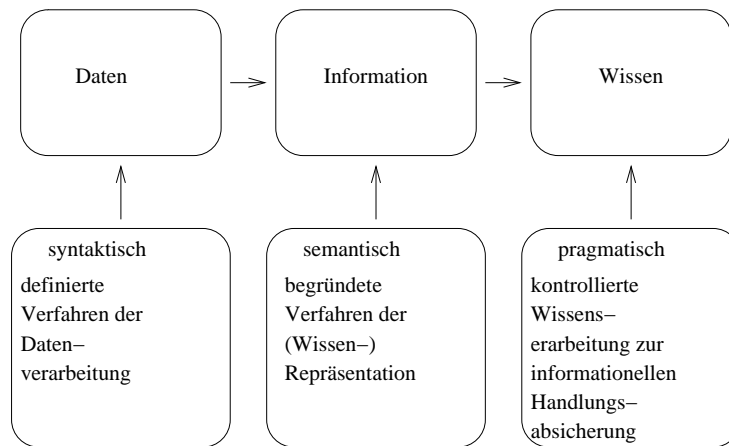 Daten
Information
Wissen
syntaktisch
definierte
Verfahren der
Daten−
verarbeitung
semantisch
begründete
Verfahren der
(Wissen−)
Repräsentation
pragmatisch
kontrollierte
Wissens−
erarbeitung zur
informationellen
Handlungs−
absicherung